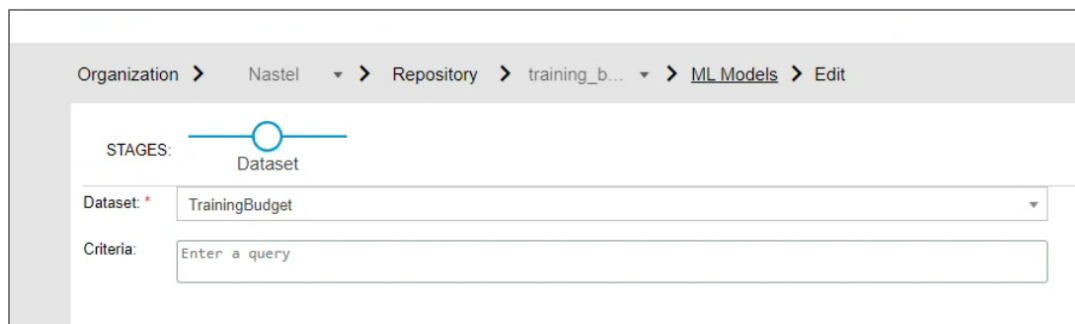 Organization > Nastel > Repository > training_b... > ML Models > Edit
STAGES:
Dataset
Dataset: * TrainingBudget
Criteria: Enter a query